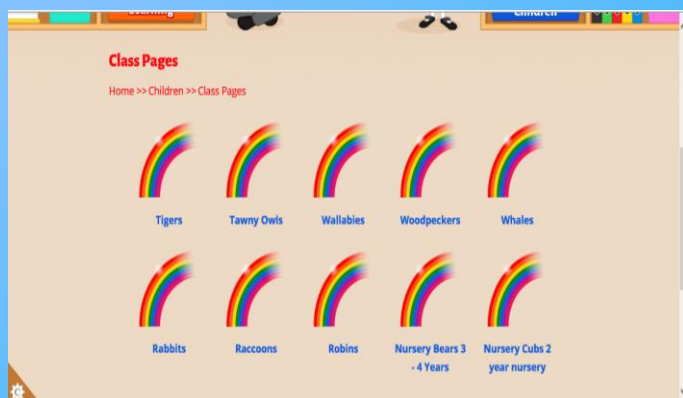 Children
Class Pages
Home >> Children >> Class Pages
Tigers
Tawny Owls
Wallabies
Woodpeckers
Whales
Rabbits
Raccoons
Robins
Nursery Bears 3
- 4 Years
Nursery Cubs 2
year nursery